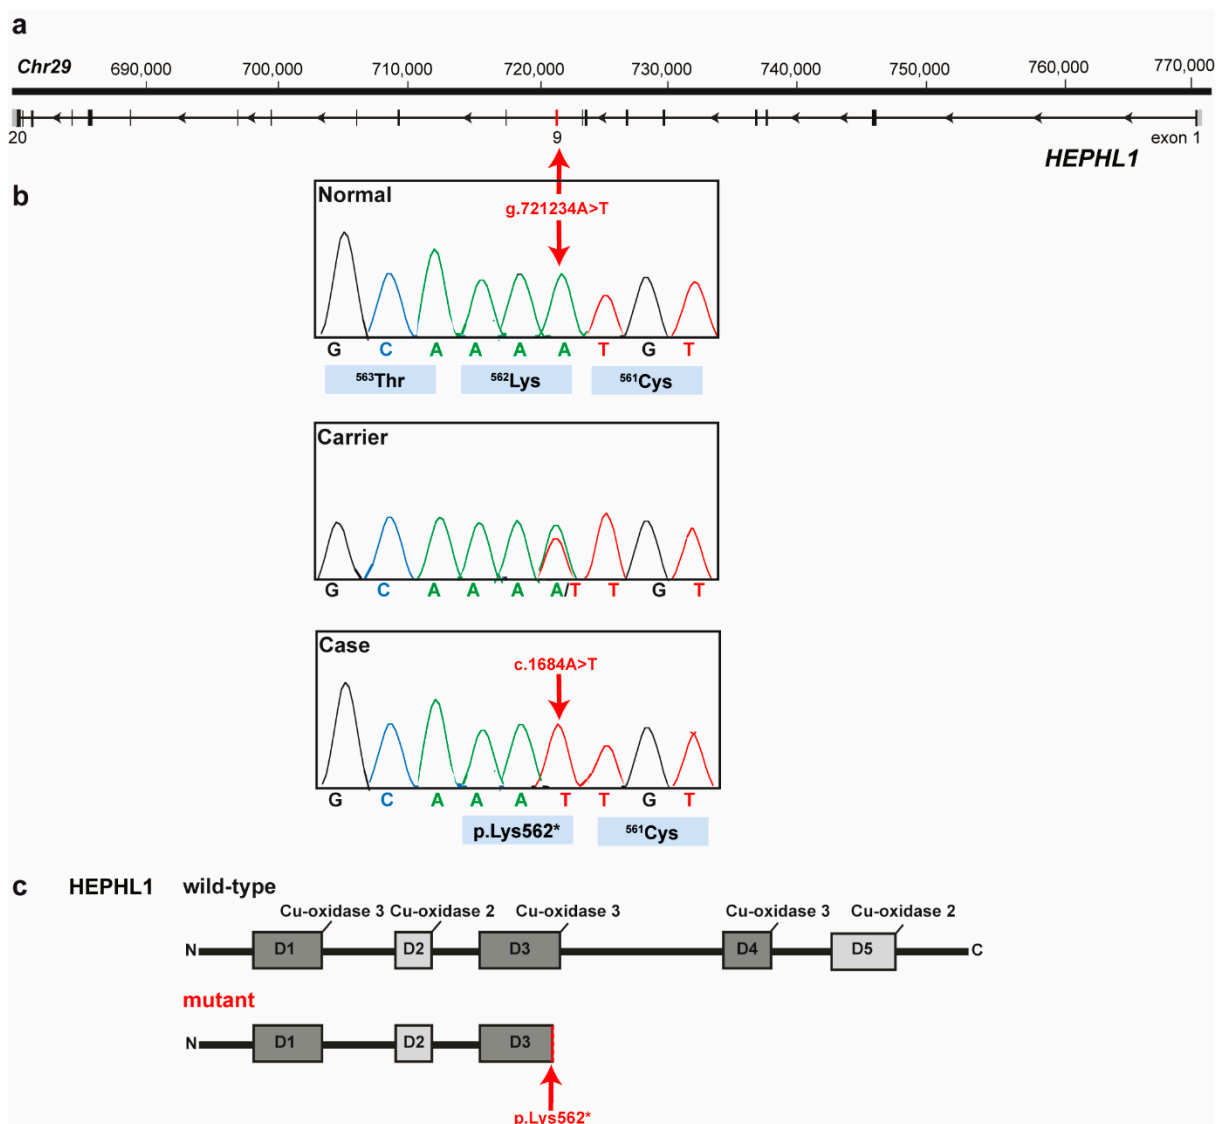 a
Chr29 690,000 700,000 710,000 720,000 730,000 740,000 750,000 760,000 770,000
20 9 exon 1
HEPHL1
b
Normal
g.721234A>T
G C A A A A T G T
563Thr 562Lys 561Cys
Carrier
G C A A A A/T T G T
Case
c.1684A>T
G C A A A T T G T
p.Lys562* 561Cys
c HEPHL1 wild-type
Cu-oxidase 3 Cu-oxidase 2 Cu-oxidase 3 Cu-oxidase 3 Cu-oxidase 2
N D1 D2 D3 D4 D5 C
mutant
N D1 D2 D3
p.Lys562*